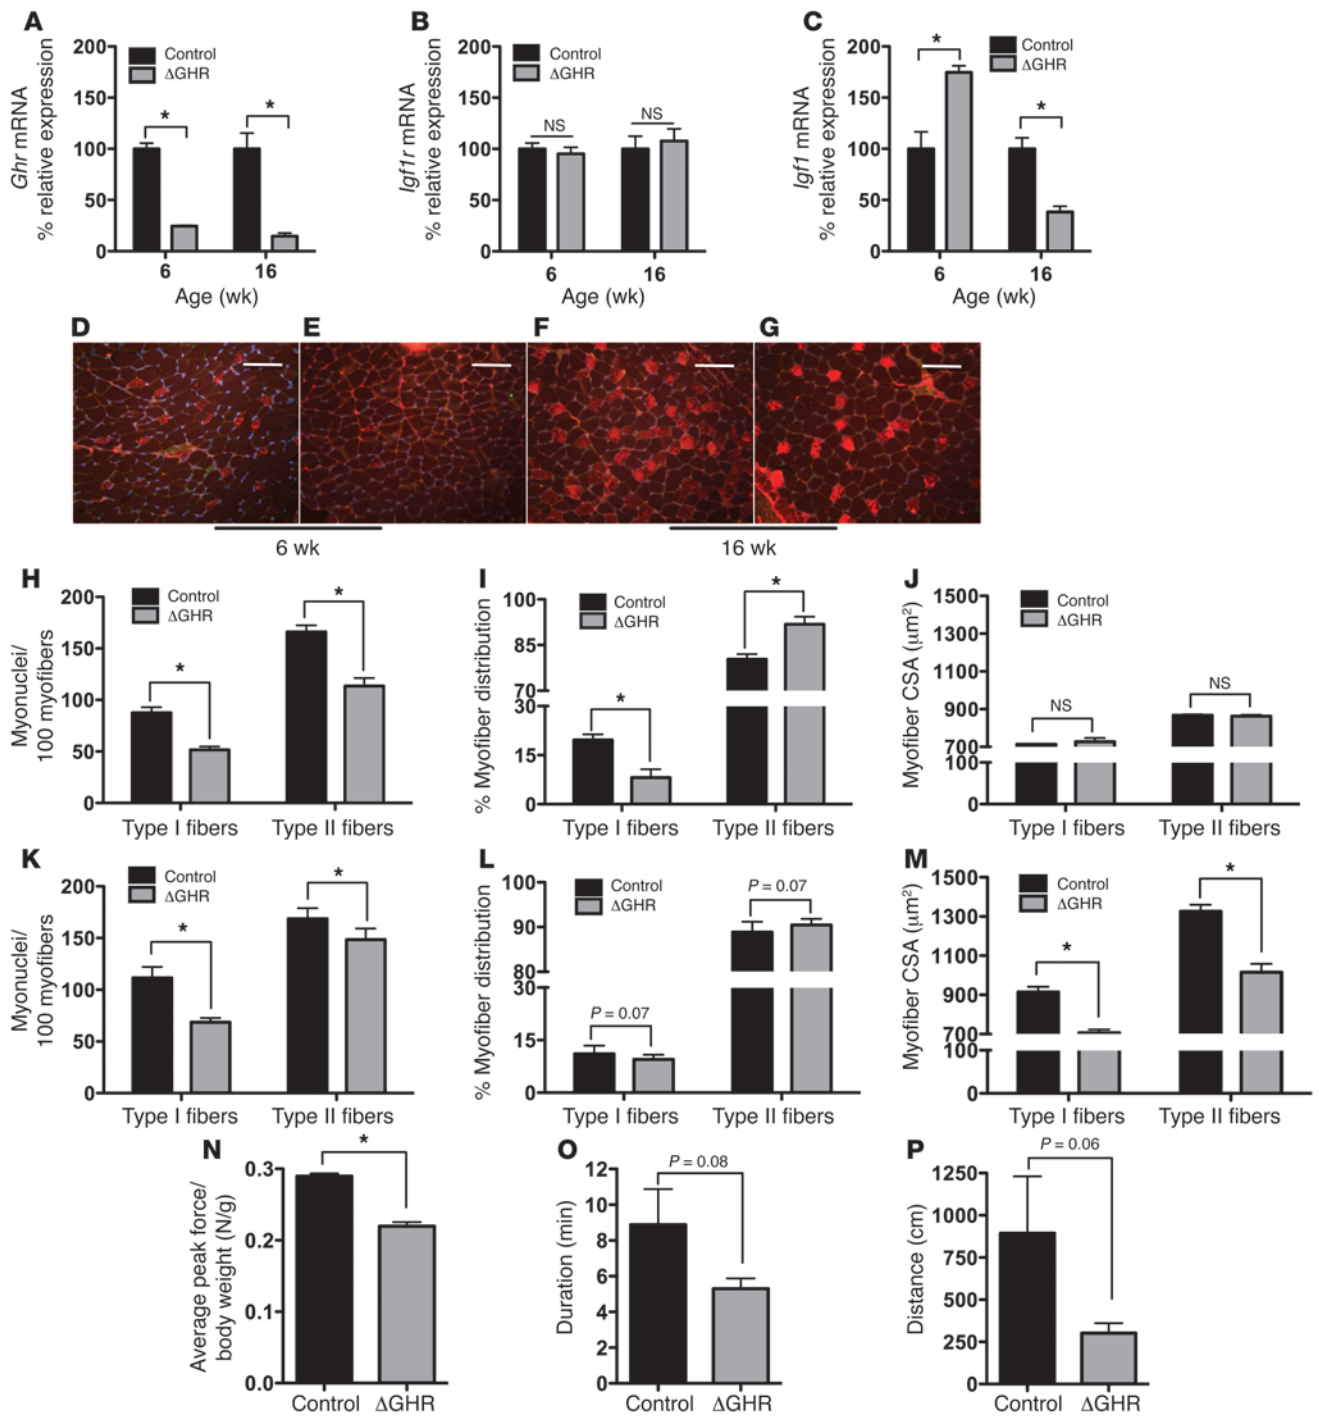 A
Ghr mRNA
% relative expression
200
150
100
50
0
Control
ΔGHR
*
*
6
16
Age (wk)
B
Igf1r mRNA
% relative expression
200
150
100
50
0
Control
ΔGHR
NS
NS
6
16
Age (wk)
C
Igf1 mRNA
% relative expression
200
150
100
50
0
Control
ΔGHR
*
*
6
16
Age (wk)
D
E
F
G
6 wk
16 wk
H
Myonuclei/
100 myofibers
200
150
100
50
0
Control
ΔGHR
*
*
Type I fibers
Type II fibers
I
% Myofiber distribution
100
85
70
30
15
0
Control
ΔGHR
*
*
Type I fibers
Type II fibers
J
Myofiber CSA (μm²)
1500
1300
1100
900
700
100
0
Control
ΔGHR
NS
NS
Type I fibers
Type II fibers
K
Myonuclei/
100 myofibers
200
150
100
50
0
Control
ΔGHR
*
*
Type I fibers
Type II fibers
L
% Myofiber distribution
100
90
80
30
15
0
Control
ΔGHR
P = 0.07
P = 0.07
Type I fibers
Type II fibers
M
Myofiber CSA (μm²)
1500
1300
1100
900
700
100
0
Control
ΔGHR
*
*
Type I fibers
Type II fibers
N
Average peak force/
body weight (N/g)
0.3
0.2
0.1
0.0
*
Control
ΔGHR
O
Duration (min)
12
10
8
6
4
2
0
P = 0.08
Control
ΔGHR
P
Distance (cm)
1250
1000
750
500
250
0
P = 0.06
Control
ΔGHR